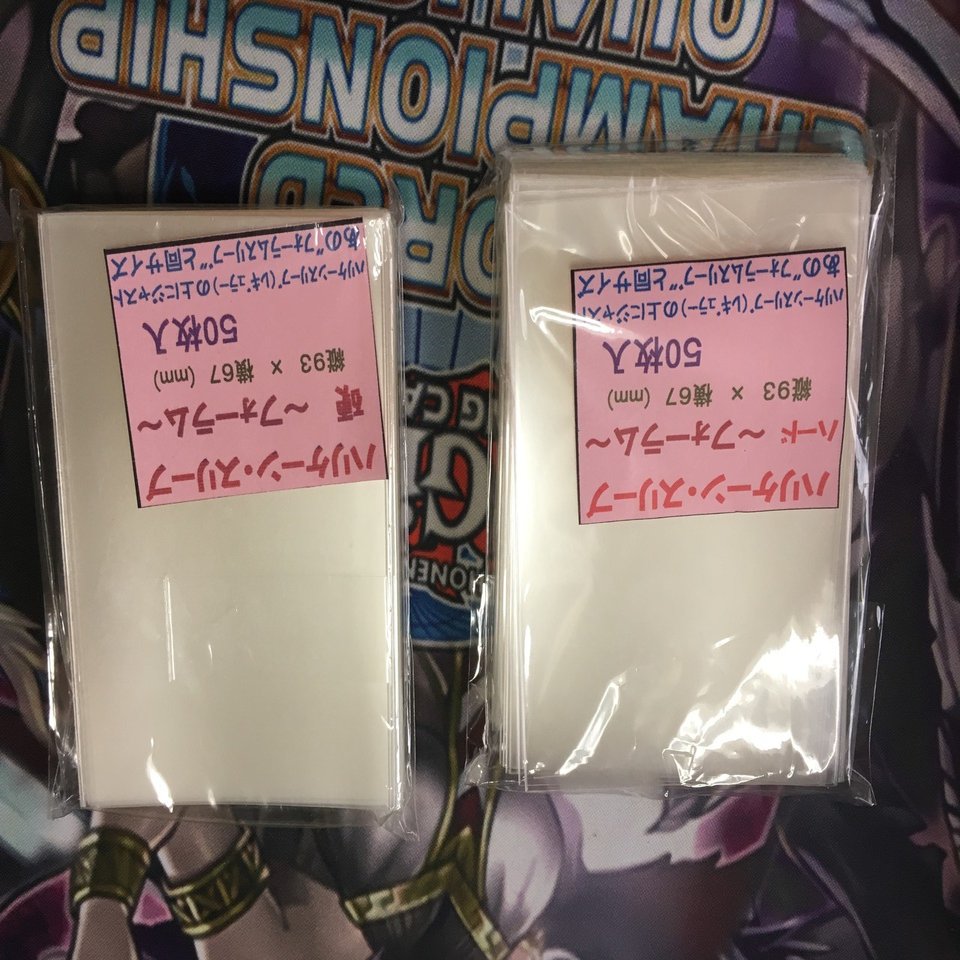 ハリケーン・スリーブ
硬 ～フォーラム～
縦93 x 横67 (mm)
50枚入
ハリケーンスリーブ(レギュラー)の上にジャスト
あの"フォーラムスリーブ"と同サイズ
ハリケーン・スリーブ
ハード ～フォーラム～
縦93 x 横67 (mm)
50枚入
ハリケーンスリーブ(レギュラー)の上にジャスト
あの"フォーラムスリーブ"と同サイズ
CHAMPIONSHIP